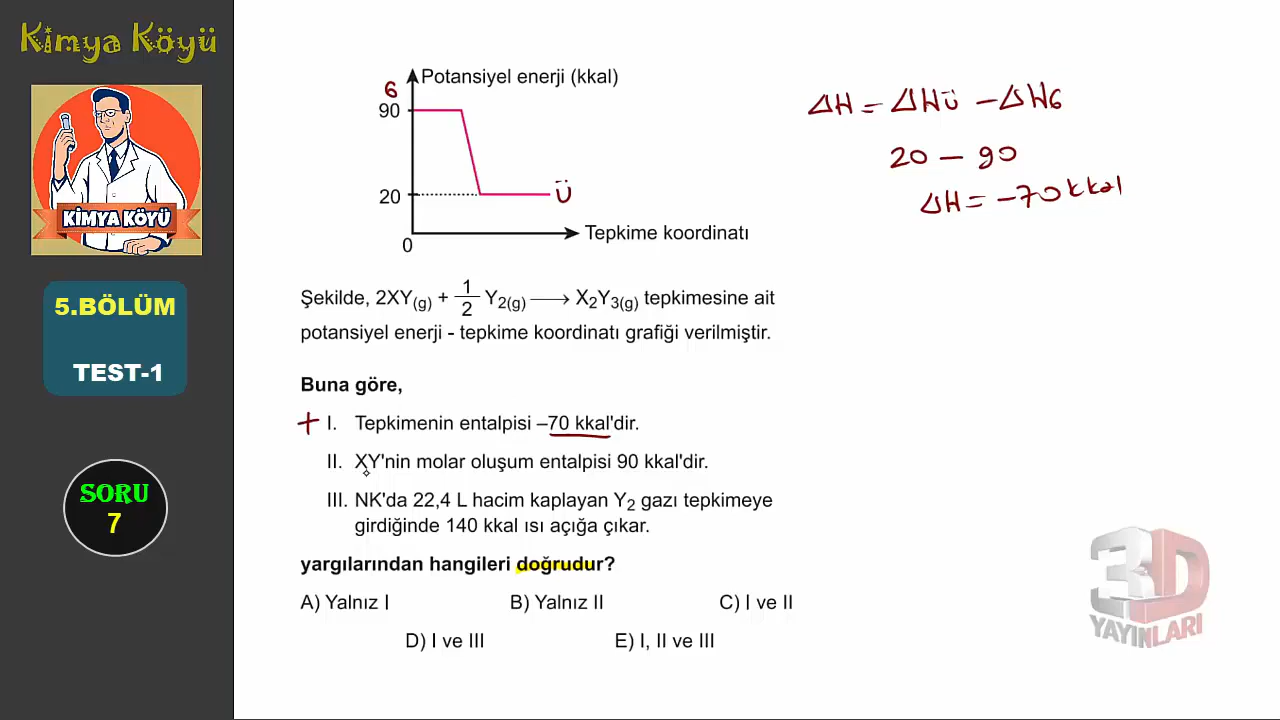 Kimya Köyü
KİMYA KÖYÜ
5.BÖLÜM
TEST-1
SORU
7
Potansiyel enerji (kkal)
G
90
20
Ü
0
Tepkime koordinatı
ΔH = ΔHÜ - ΔHG
20 - 90
ΔH = -70 kkal
Şekilde, 2XY(g) + 1/2 Y2(g) ⟶ X2Y3(g) tepkimesine ait
potansiyel enerji - tepkime koordinatı grafiği verilmiştir.
Buna göre,
+ I. Tepkimenin entalpisi –70 kkal'dir.
II. XY'nin molar oluşum entalpisi 90 kkal'dir.
III. NK'da 22,4 L hacim kaplayan Y2 gazı tepkimeye
girdiğinde 140 kkal ısı açığa çıkar.
yargılarından hangileri doğrudur?
A) Yalnız I B) Yalnız II C) I ve II
D) I ve III E) I, II ve III
3D
YAYINLARI